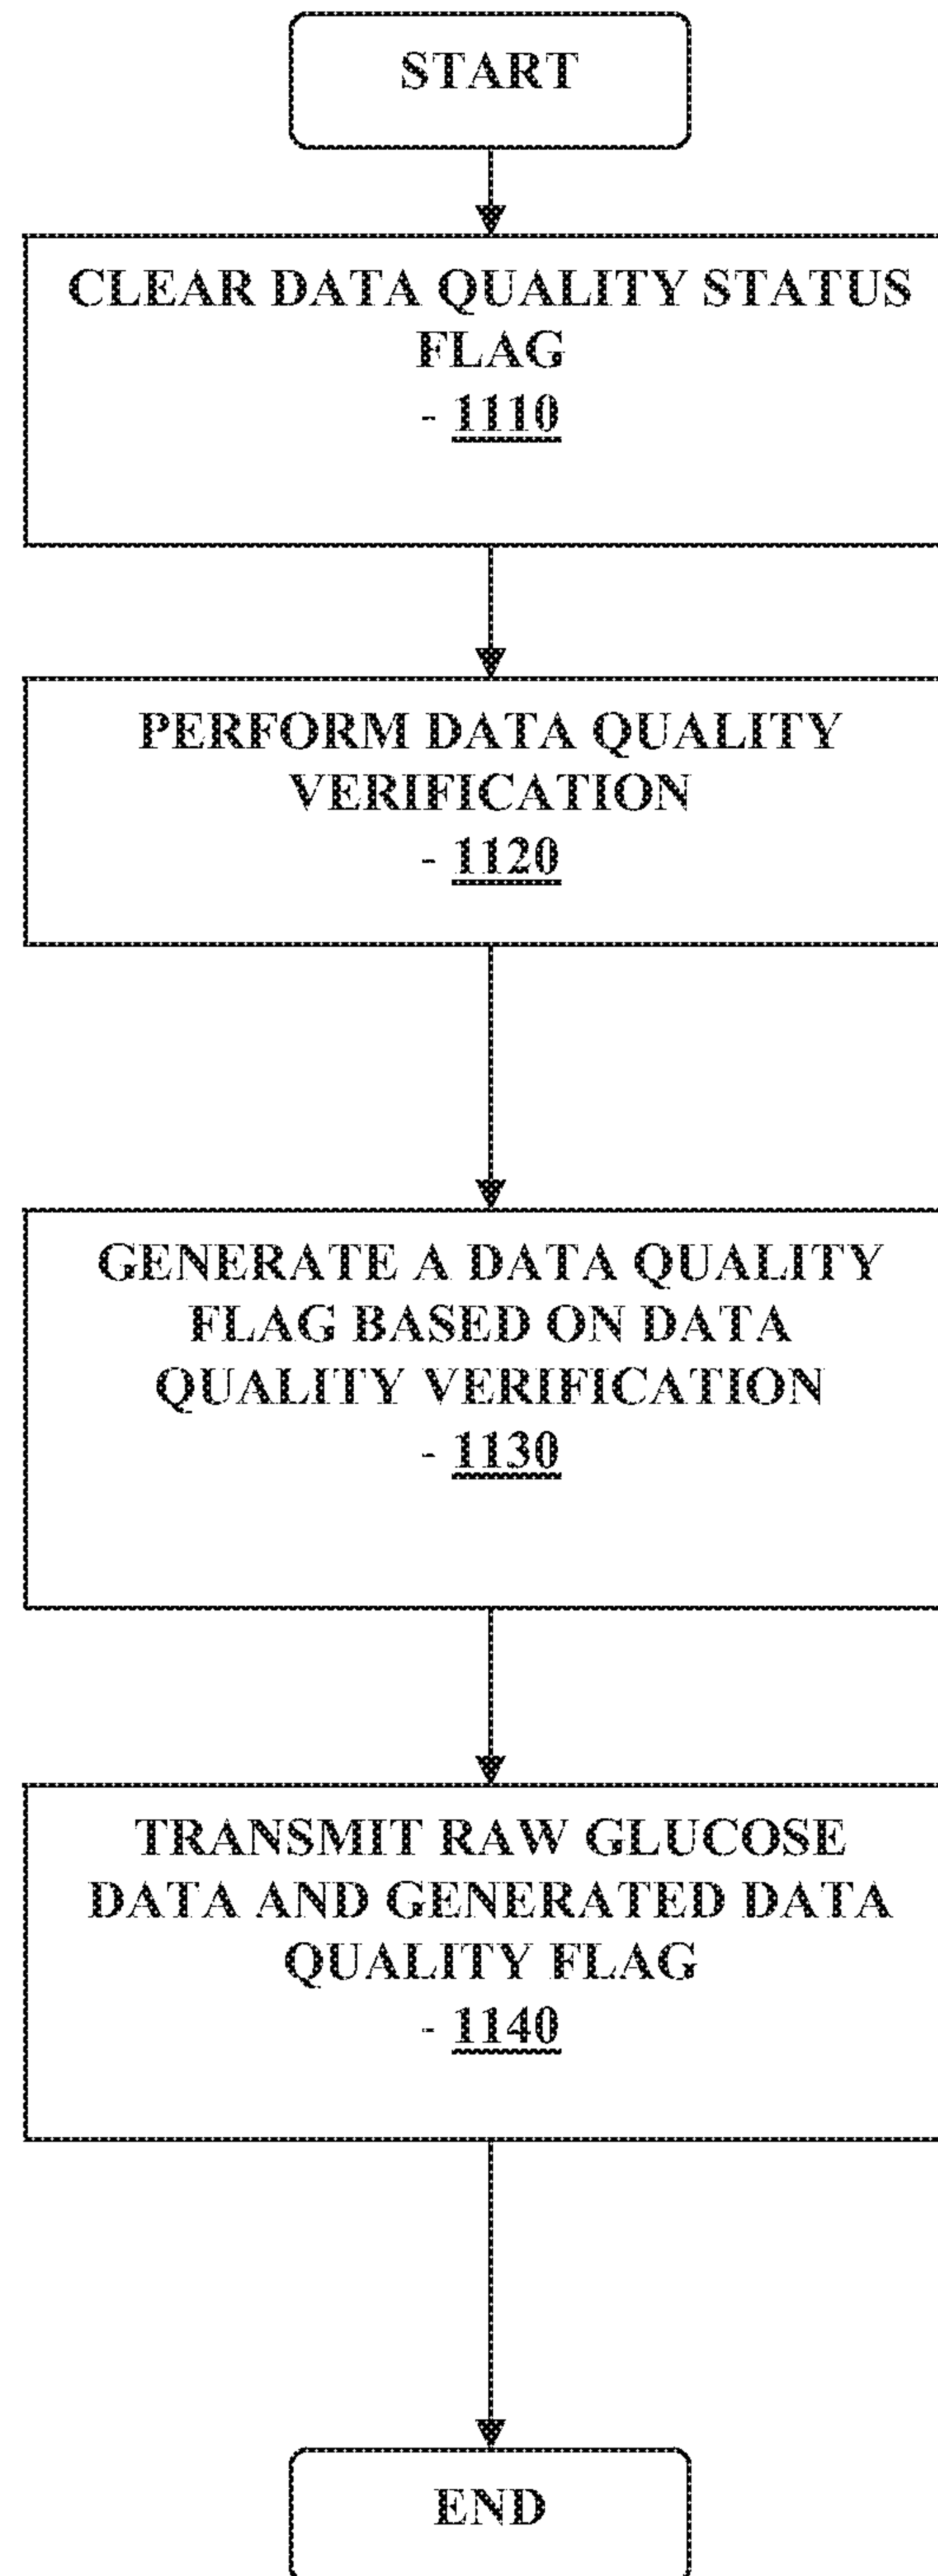 START
CLEAR DATA QUALITY STATUS
FLAG
- 1110
PERFORM DATA QUALITY
VERIFICATION
- 1120
GENERATE A DATA QUALITY
FLAG BASED ON DATA
QUALITY VERIFICATION
- 1130
TRANSMIT RAW GLUCOSE
DATA AND GENERATED DATA
QUALITY FLAG
- 1140
END